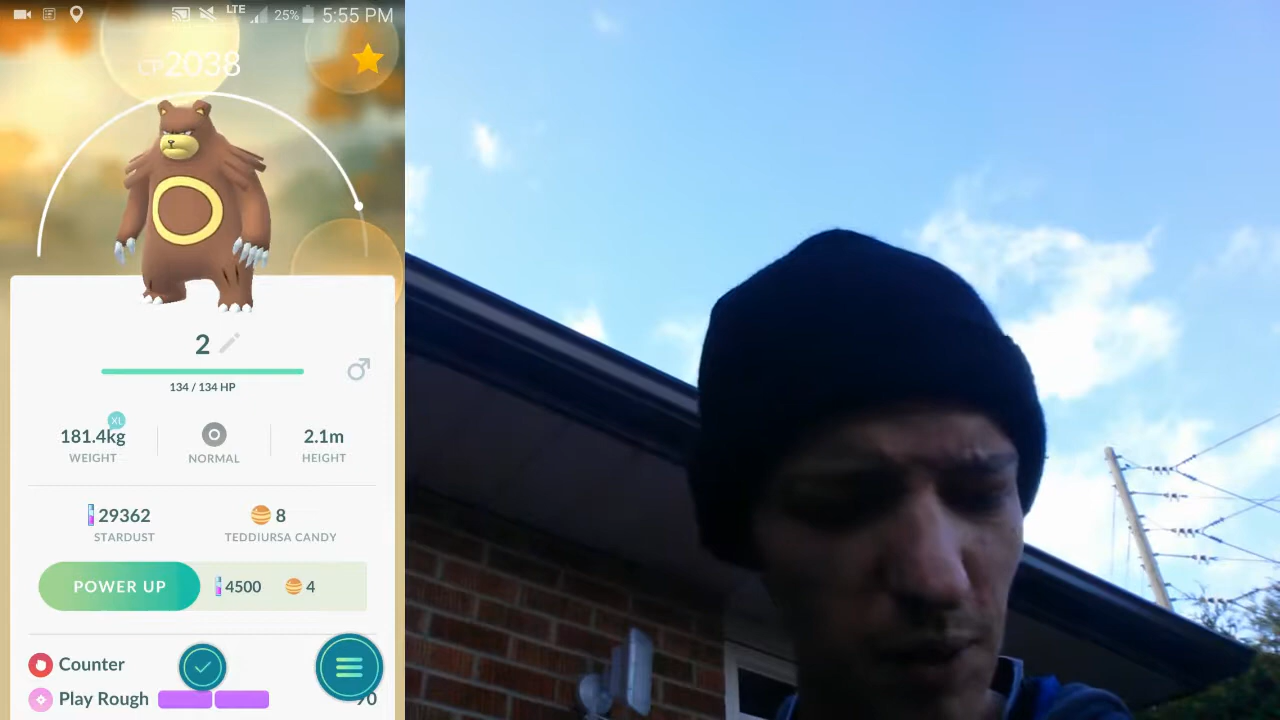 LTE 25% 5:55 PM
CP2038
2
134 / 134 HP
XL
181.4kg
WEIGHT
NORMAL
2.1m
HEIGHT
29362
STARDUST
8
TEDDIURSA CANDY
POWER UP 4500 4
Counter
Play Rough 90